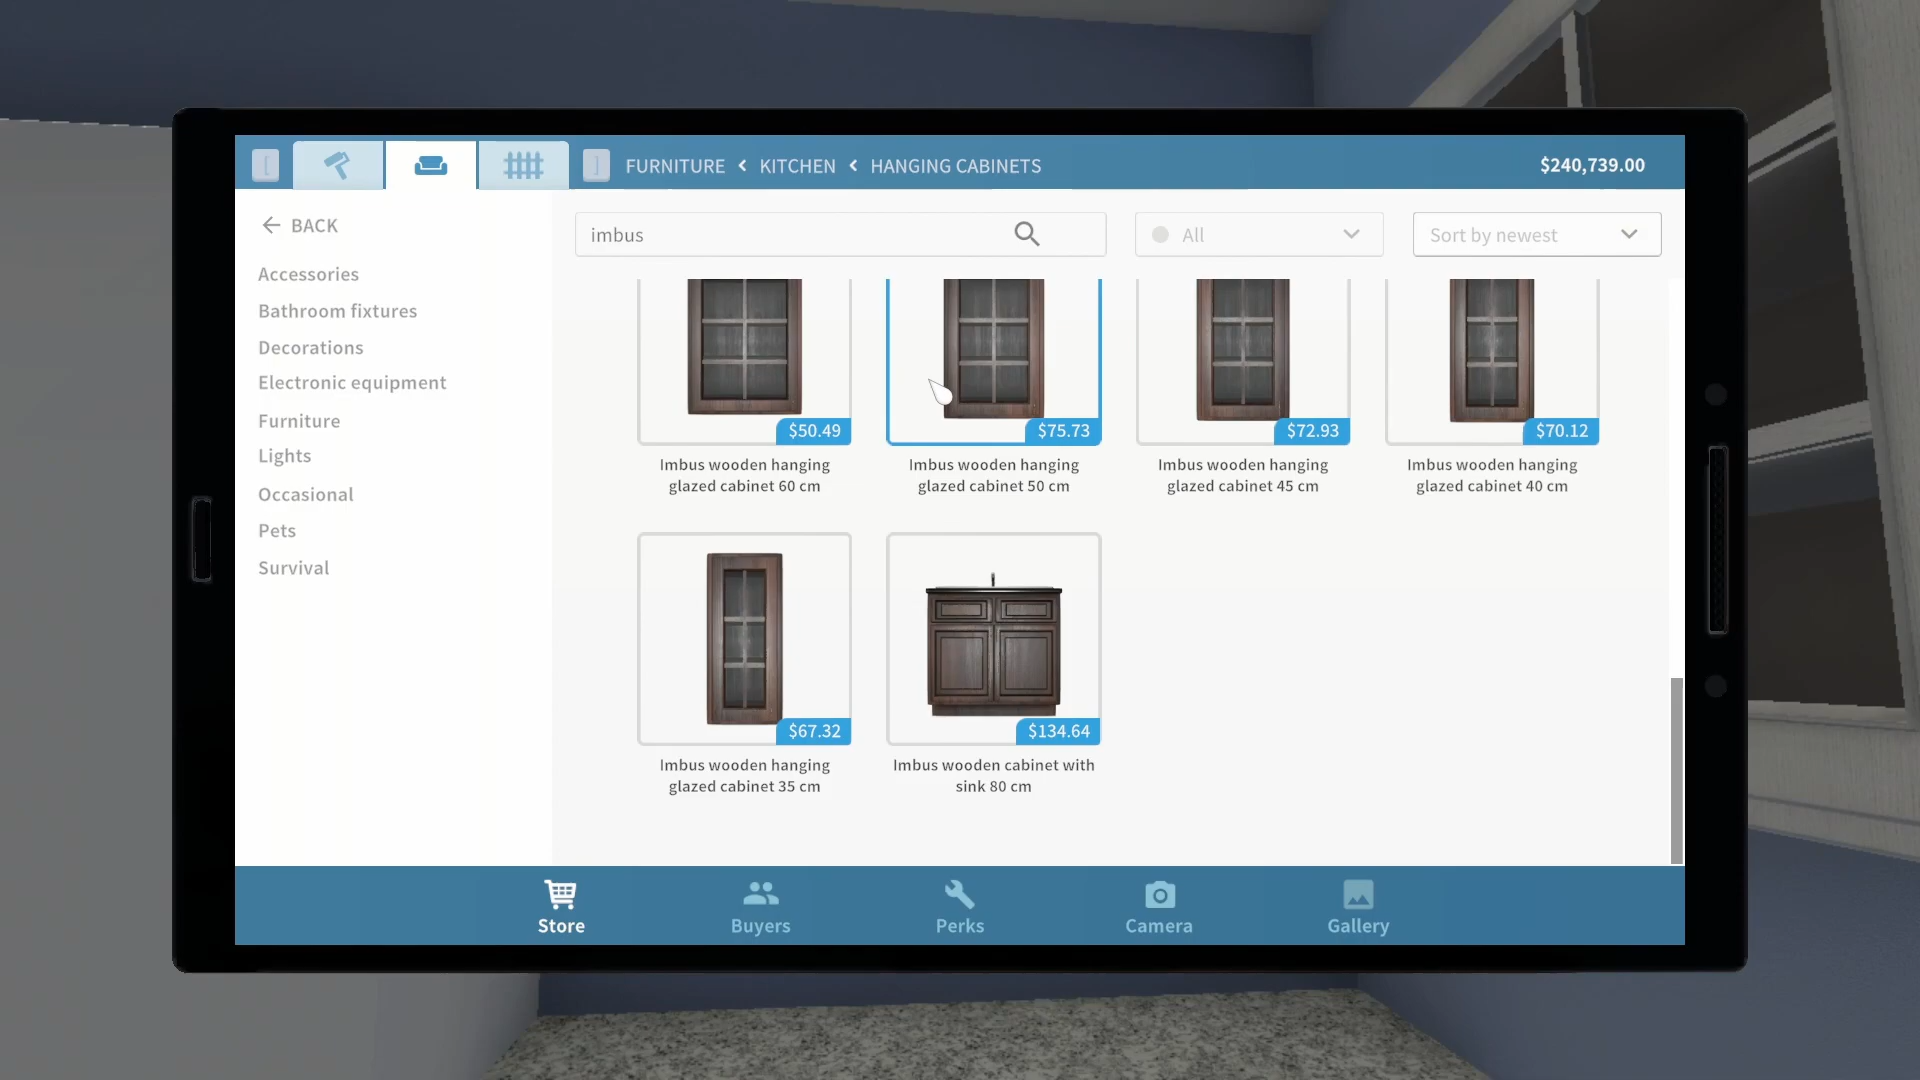 [
]
FURNITURE < KITCHEN < HANGING CABINETS
$240,739.00
BACK
Accessories
Bathroom fixtures
Decorations
Electronic equipment
Furniture
Lights
Occasional
Pets
Survival
imbus
All
Sort by newest
$50.49
Imbus wooden hanging
glazed cabinet 60 cm
$75.73
Imbus wooden hanging
glazed cabinet 50 cm
$72.93
Imbus wooden hanging
glazed cabinet 45 cm
$70.12
Imbus wooden hanging
glazed cabinet 40 cm
$67.32
Imbus wooden hanging
glazed cabinet 35 cm
$134.64
Imbus wooden cabinet with
sink 80 cm
Store
Buyers
Perks
Camera
Gallery